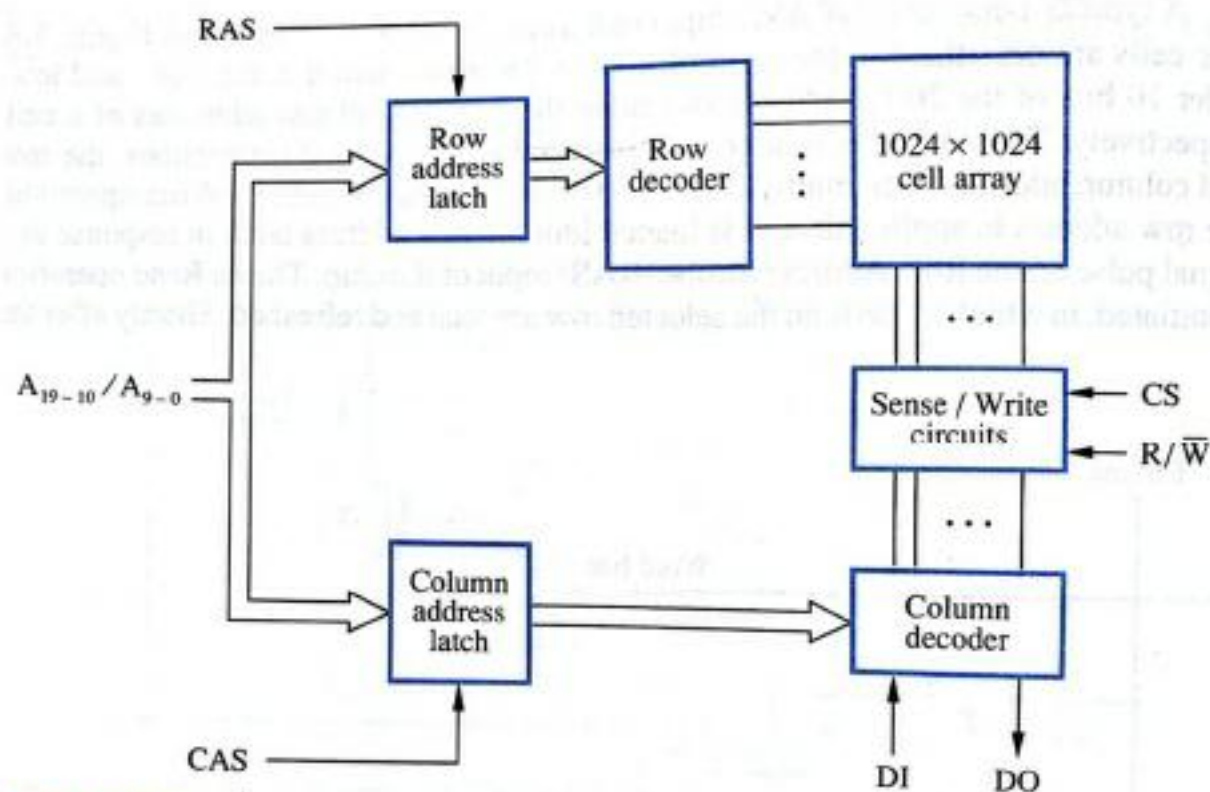 RAS
Row
address
latch
Row
decoder
1024 × 1024
cell array
A19-10/A9-0
Sense / Write
circuits
CS
R/W̅
Column
address
latch
Column
decoder
CAS
DI
DO